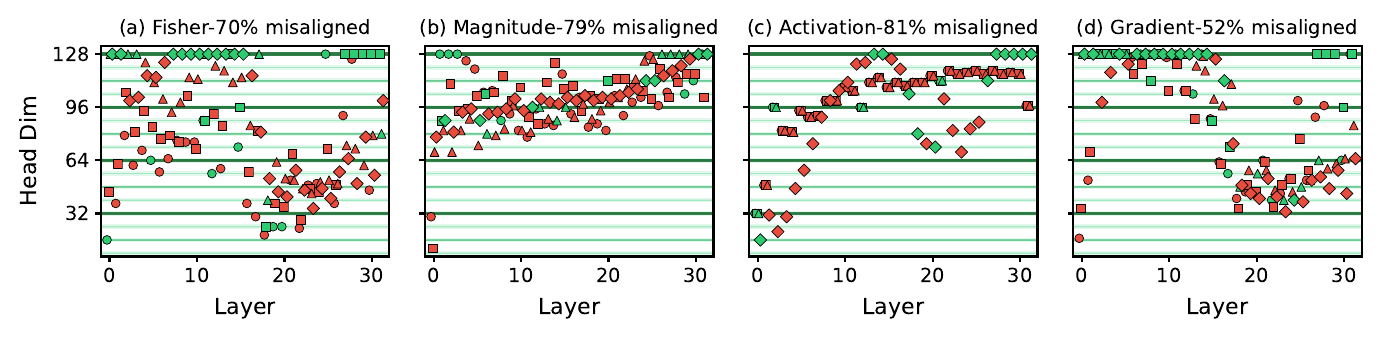 (a) Fisher-70% misaligned
(b) Magnitude-79% misaligned
(c) Activation-81% misaligned
(d) Gradient-52% misaligned
Head Dim
128
96
64
32
0 10 20 30
0 10 20 30
0 10 20 30
0 10 20 30
Layer
Layer
Layer
Layer